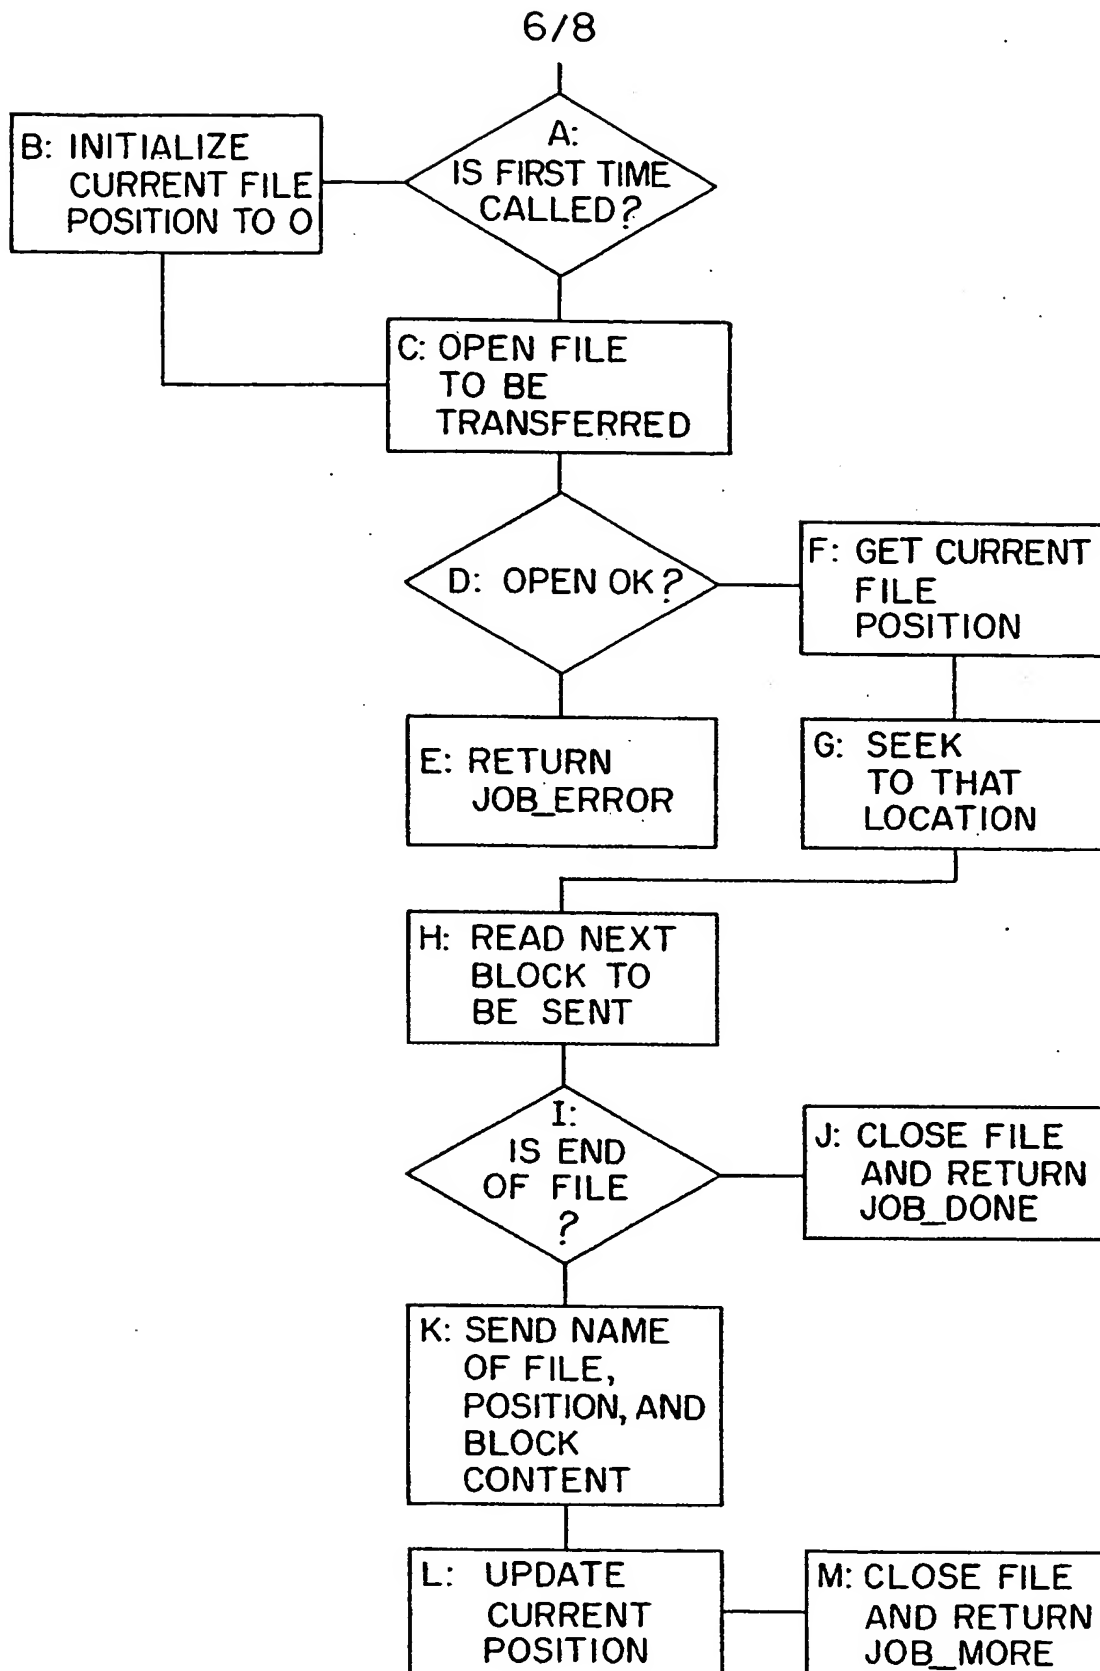 6/8
A:
IS FIRST TIME
CALLED?
B: INITIALIZE
CURRENT FILE
POSITION TO 0
C: OPEN FILE
TO BE
TRANSFERRED
D: OPEN OK?
F: GET CURRENT
FILE
POSITION
E: RETURN
JOB_ERROR
G: SEEK
TO THAT
LOCATION
H: READ NEXT
BLOCK TO
BE SENT
I:
IS END
OF FILE
?
J: CLOSE FILE
AND RETURN
JOB_DONE
K: SEND NAME
OF FILE,
POSITION, AND
BLOCK
CONTENT
L: UPDATE
CURRENT
POSITION
M: CLOSE FILE
AND RETURN
JOB_MORE